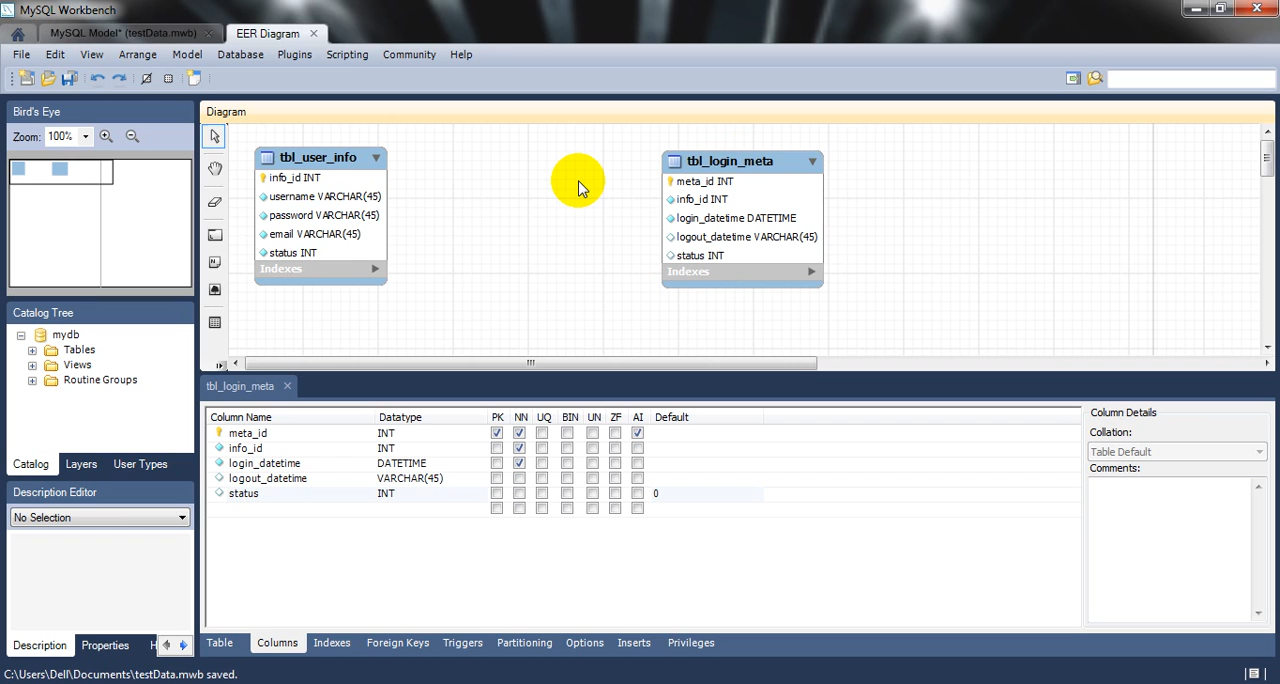 MySQL Workbench
MySQL Model* (testData.mwb)
EER Diagram
File Edit View Arrange Model Database Plugins Scripting Community Help
Bird's Eye
Zoom: 100%
Catalog Tree
mydb
Tables
Views
Routine Groups
Catalog Layers User Types
Description Editor
No Selection
Description Properties H
Diagram
tbl_user_info
info_id INT
username VARCHAR(45)
password VARCHAR(45)
email VARCHAR(45)
status INT
Indexes
tbl_login_meta
meta_id INT
info_id INT
login_datetime DATETIME
logout_datetime VARCHAR(45)
status INT
Indexes
tbl_login_meta
Column Name Datatype PK NN UQ BIN UN ZF AI Default
meta_id INT
info_id INT
login_datetime DATETIME
logout_datetime VARCHAR(45)
status INT 0
Column Details
Collation:
Table Default
Comments:
Table Columns Indexes Foreign Keys Triggers Partitioning Options Inserts Privileges
C:\Users\Dell\Documents\testData.mwb saved.